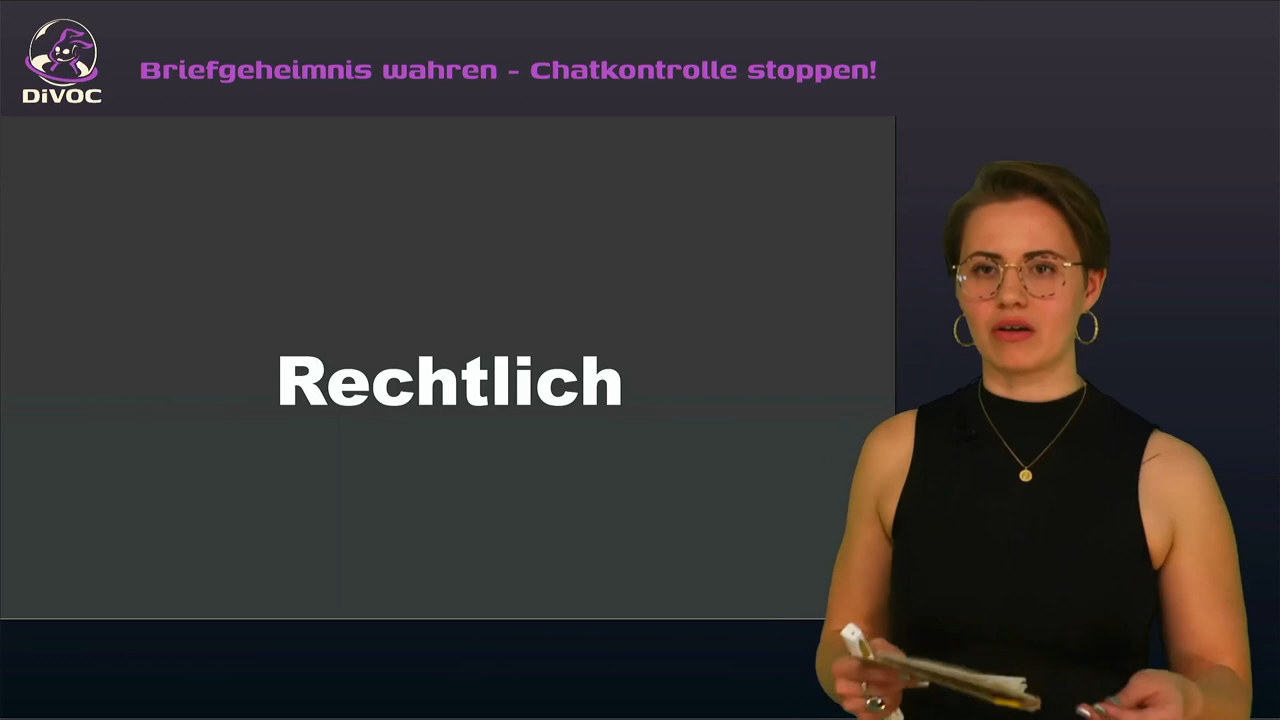 Briefgeheimnis wahren - Chatkontrolle stoppen!
DiVOC
Rechtlich